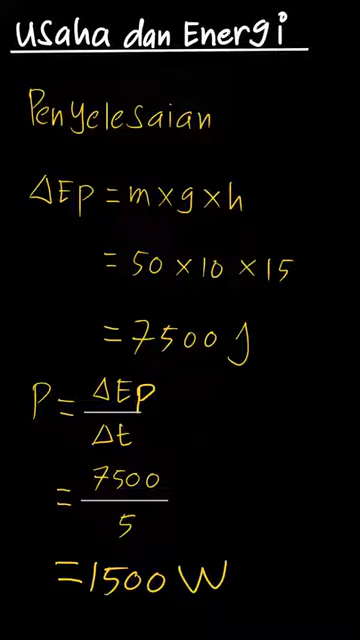 Usaha dan Energi
Penyelesaian
ΔEp = m × g × h
= 50 × 10 × 15
= 7500 J
P = ΔEp
Δt
= 7500
5
= 1500 W